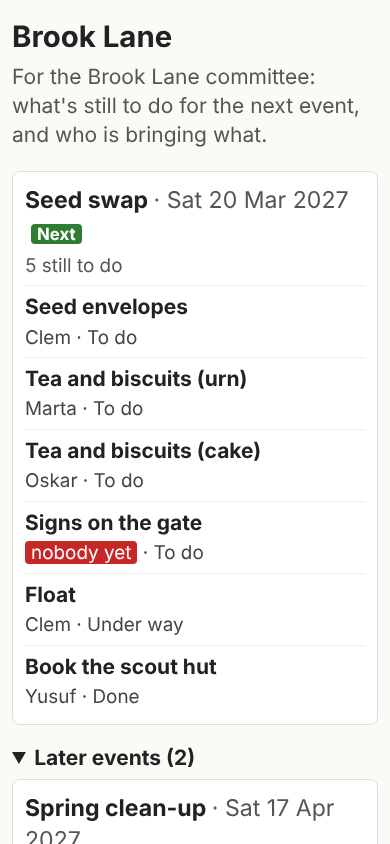 Brook Lane
For the Brook Lane committee:
what's still to do for the next event,
and who is bringing what.
Seed swap · Sat 20 Mar 2027
Next
5 still to do
Seed envelopes
Clem · To do
Tea and biscuits (urn)
Marta · To do
Tea and biscuits (cake)
Oskar · To do
Signs on the gate
nobody yet · To do
Float
Clem · Under way
Book the scout hut
Yusuf · Done
▼ Later events (2)
Spring clean-up · Sat 17 Apr
2027